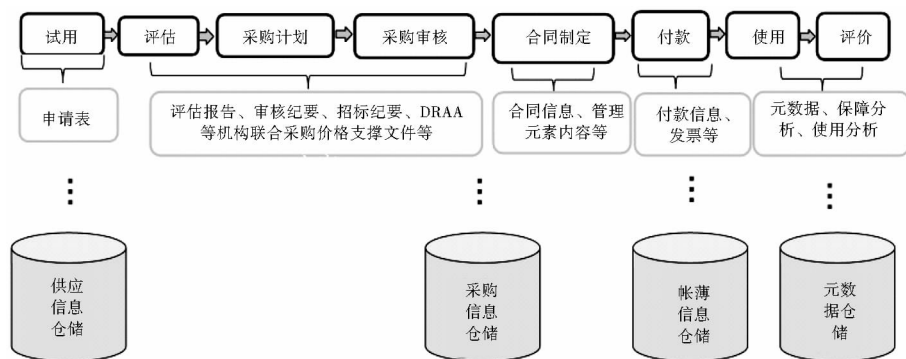 试用
评估
采购计划
采购审核
合同制定
付款
使用
评价
申请表
评估报告、审核纪要、招标纪要、DRAA
等机构联合采购价格支撑文件等
合同信息、管理
元素内容等
付款信息、
发票等
元数据、保障分
析、使用分析
供应
信息
仓储
采购
信息
仓储
帐薄
信息
仓储
元数
据仓
储